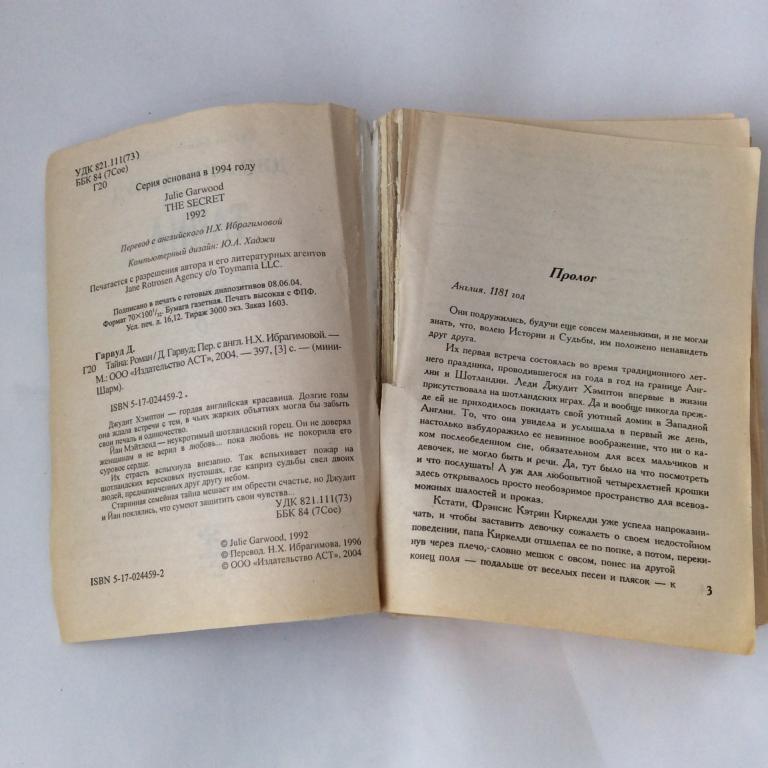 УДК 821.111(73)
ББК 84 (7Сое)
Г20
Серия основана в 1994 году
Julie Garwood
THE SECRET
1992
Перевод с английского Н.Х. Ибрагимовой
Компьютерный дизайн: Ю.А. Хаджи
Печатается с разрешения автора и его литературных агентов
Jane Rotrosen Agency c/o Toymania LLC.
Подписано в печать с готовых диапозитивов 08.06.04.
Формат 70×100¹/₃₂. Бумага газетная. Печать высокая с ФПФ.
Усл. печ. л. 16,12. Тираж 3000 экз. Заказ 1603.
Гарвуд Д.
Г20 Тайна: Роман / Д. Гарвуд; Пер. с англ. Н.Х. Ибрагимовой. —
М.: ООО «Издательство АСТ», 2004. — 397, [3] с. — (мини-
Шарм).
ISBN 5-17-024459-2
Джудит Хэмптон — гордая английская красавица. Долгие годы
она ждала встречи с тем, в чьих жарких объятиях могла бы забыть
свои печаль и одиночество.
Йан Мэйтленд — неукротимый шотландский горец. Он не доверял
женщинам и не верил в любовь... пока любовь не покорила его
суровое сердце.
Их страсть вспыхнула внезапно. Так вспыхивает пожар на
шотландских вересковых пустошах, где каприз судьбы свел двоих
людей, предназначенных друг другу небом.
Старинная семейная тайна мешает им обрести счастье, но Джудит
и Йан поклялись, что сумеют защитить свои чувства...
УДК 821.111(73)
ББК 84 (7Сое)
© Julie Garwood, 1992
© Перевод. Н.Х. Ибрагимова, 1996
© ООО «Издательство АСТ», 2004
ISBN 5-17-024459-2
Пролог
Англия. 1181 год
Они подружились, будучи еще совсем маленькими, и не могли
знать, что, волею Истории и Судьбы, им положено ненавидеть
друг друга.
Их первая встреча состоялась во время традиционного лет-
него праздника, проводившегося из года в год на границе Анг-
лии и Шотландии. Леди Джудит Хэмптон впервые в жизни
присутствовала на шотландских играх. Да и вообще никогда преж-
де ей не приходилось покидать свой уютный домик в Западной
Англии. То, что она увидела и услышала в первый же день,
настолько взбудоражило ее невинное воображение, что ни о ка-
ком послеобеденном сне, обязательном для всех мальчиков и
девочек, не могло быть и речи. Да, тут было на что посмотреть
и что послушать! А уж для любопытной четырехлетней крошки
здесь открывалось просто необозримое пространство для всевоз-
можных шалостей и проказ.
Кстати, Фрэнсис Кэтрин Киркелди уже успела напроказни-
чать, и чтобы заставить девочку сожалеть о своем недостойном
поведении, папа Киркелди отшлепал ее по попке, а потом, переки-
нув через плечо, словно мешок с овсом, понес на другой
конец поля — подальше от веселых песен и плясок — к
3